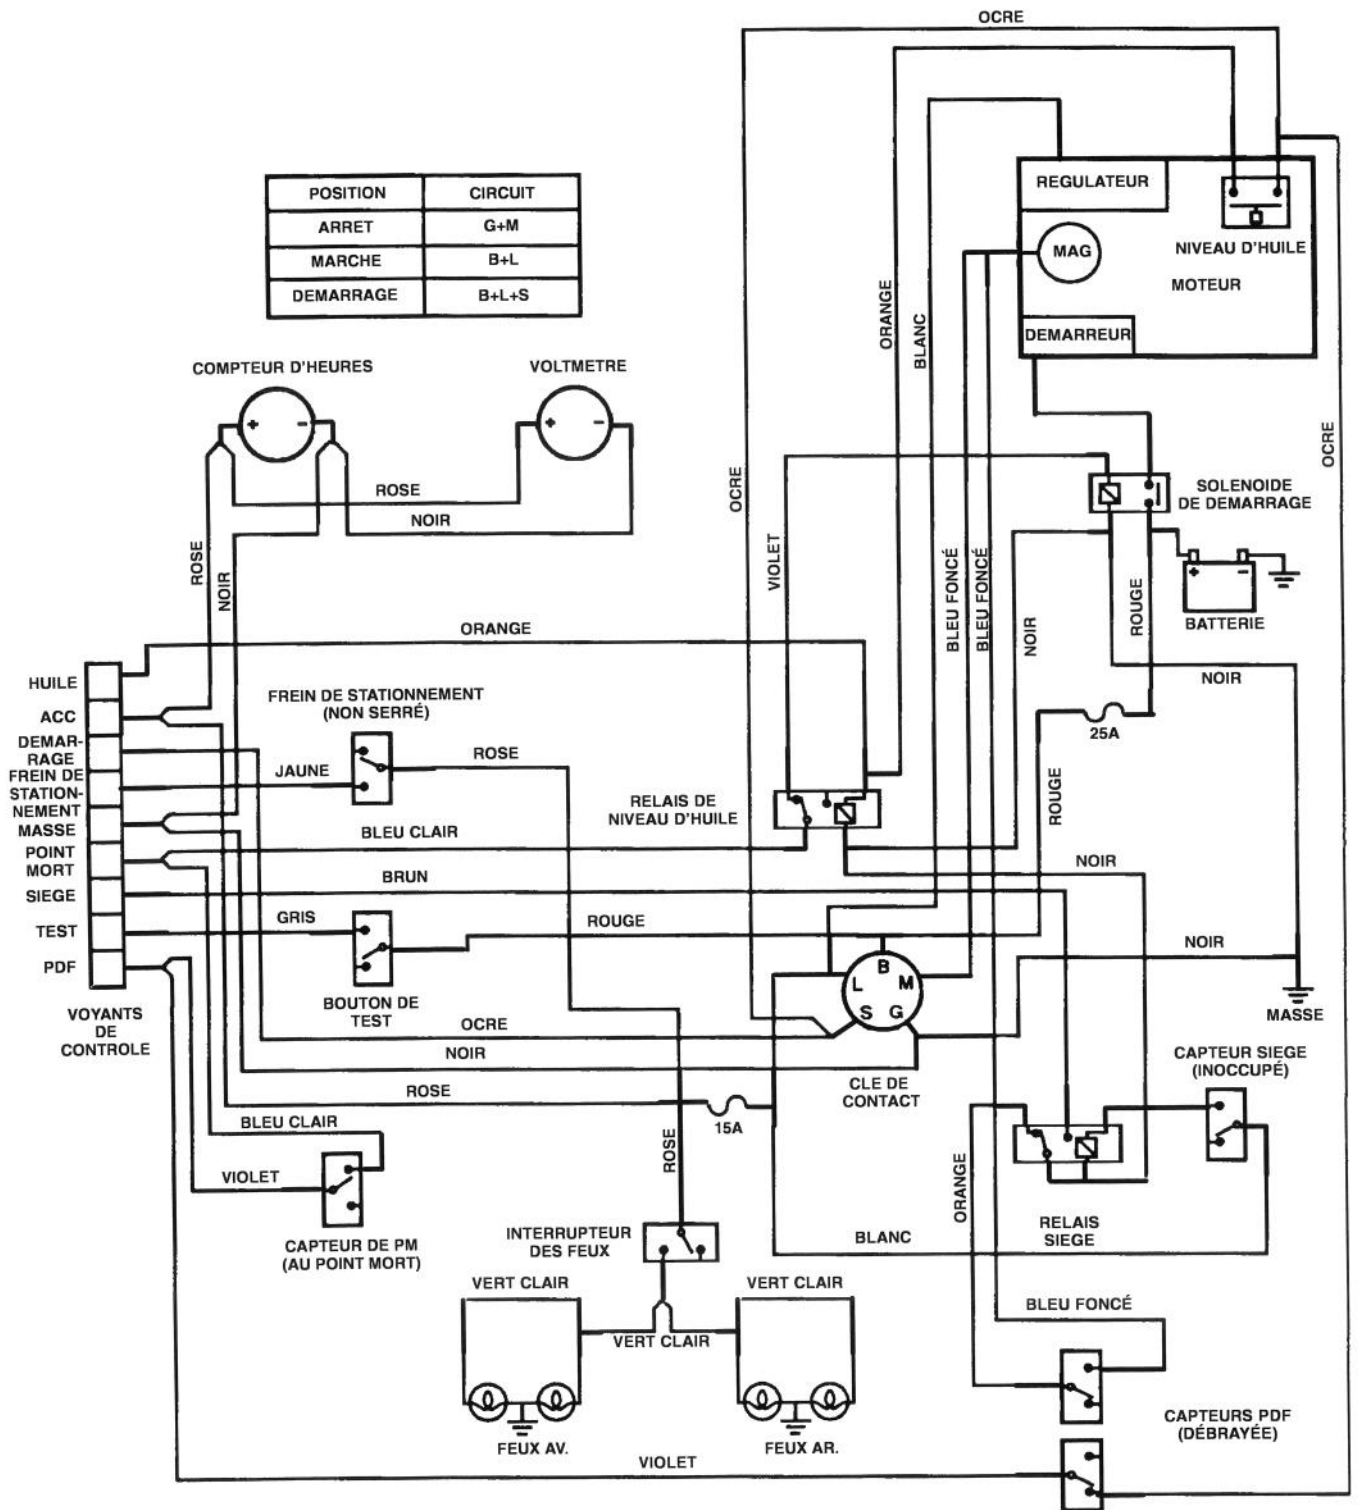 OCRE
POSITION CIRCUIT
ARRET G+M
MARCHE B+L
DEMARRAGE B+L+S
REGULATEUR
MAG
NIVEAU D'HUILE
MOTEUR
DEMARREUR
ORANGE
BLANC
COMPTEUR D'HEURES
VOLTMETRE
+ -
+ -
ROSE
NOIR
ROSE
NOIR
OCRE
VIOLET
BLEU FONCÉ
BLEU FONCÉ
NOIR
ROUGE
OCRE
SOLENOIDE
DE DEMARRAGE
+ -
BATTERIE
NOIR
25A
ROUGE
ORANGE
HUILE
ACC
DEMAR-
RAGE
FREIN DE
STATION-
NEMENT
MASSE
POINT
MORT
SIEGE
TEST
PDF
VOYANTS
DE
CONTROLE
FREIN DE STATIONNEMENT
(NON SERRÉ)
JAUNE
ROSE
RELAIS DE
NIVEAU D'HUILE
BLEU CLAIR
NOIR
BRUN
GRIS
ROUGE
BOUTON DE
TEST
B
L M
S G
CLE DE
CONTACT
NOIR
MASSE
OCRE
NOIR
ROSE
15A
CAPTEUR SIEGE
(INOCCUPÉ)
BLEU CLAIR
VIOLET
CAPTEUR DE PM
(AU POINT MORT)
ROSE
ORANGE
RELAIS
SIEGE
BLANC
INTERRUPTEUR
DES FEUX
VERT CLAIR
VERT CLAIR
VERT CLAIR
FEUX AV.
FEUX AR.
BLEU FONCÉ
CAPTEURS PDF
(DÉBRAYÉE)
VIOLET